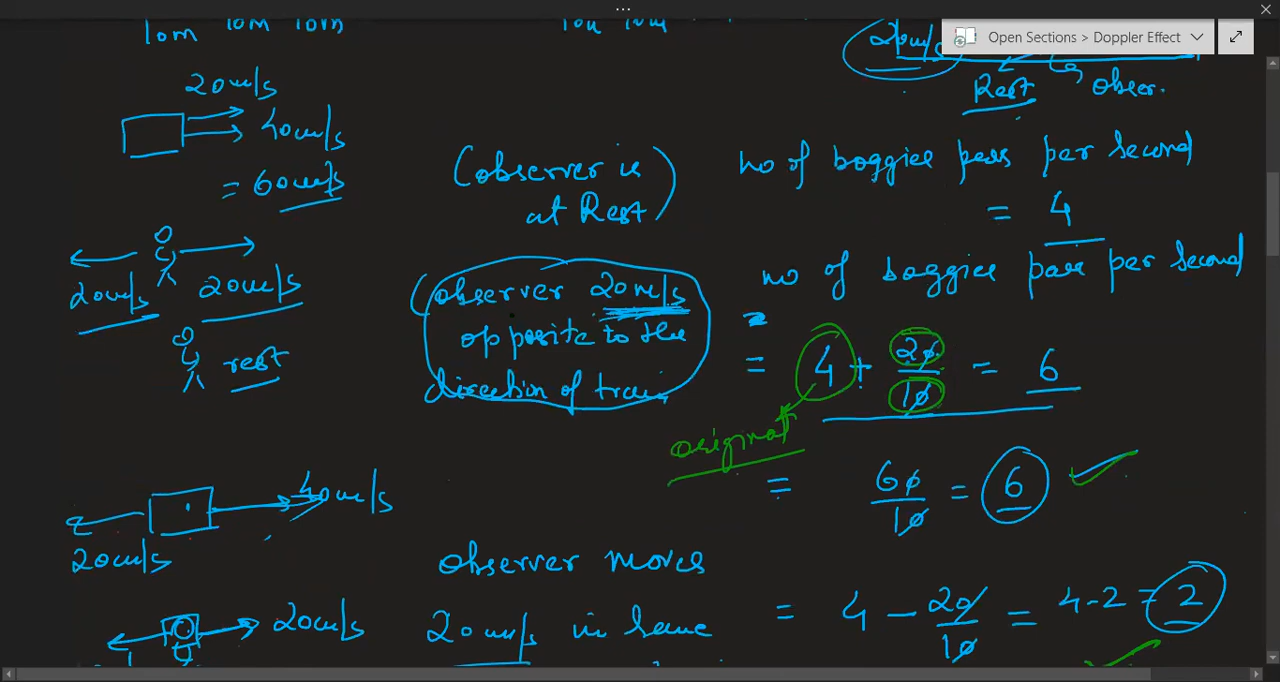 10m 10m 10m
10m 10m
20m/s
Open Sections > Doppler Effect
Rest obser.
20m/s
40m/s
= 60m/s
(observer is
at Rest)
no of boggies pass per second
= 4
20m/s 20m/s
rest
(observer 20m/s
opposite to the
direction of train
no of boggies pass per second
= 4 + 20/10 = 6
original
= 60/10 = 6
40m/s
20m/s
observer moves
20m/s in same
= 4 - 20/10 = 4-2 = 2
20m/s